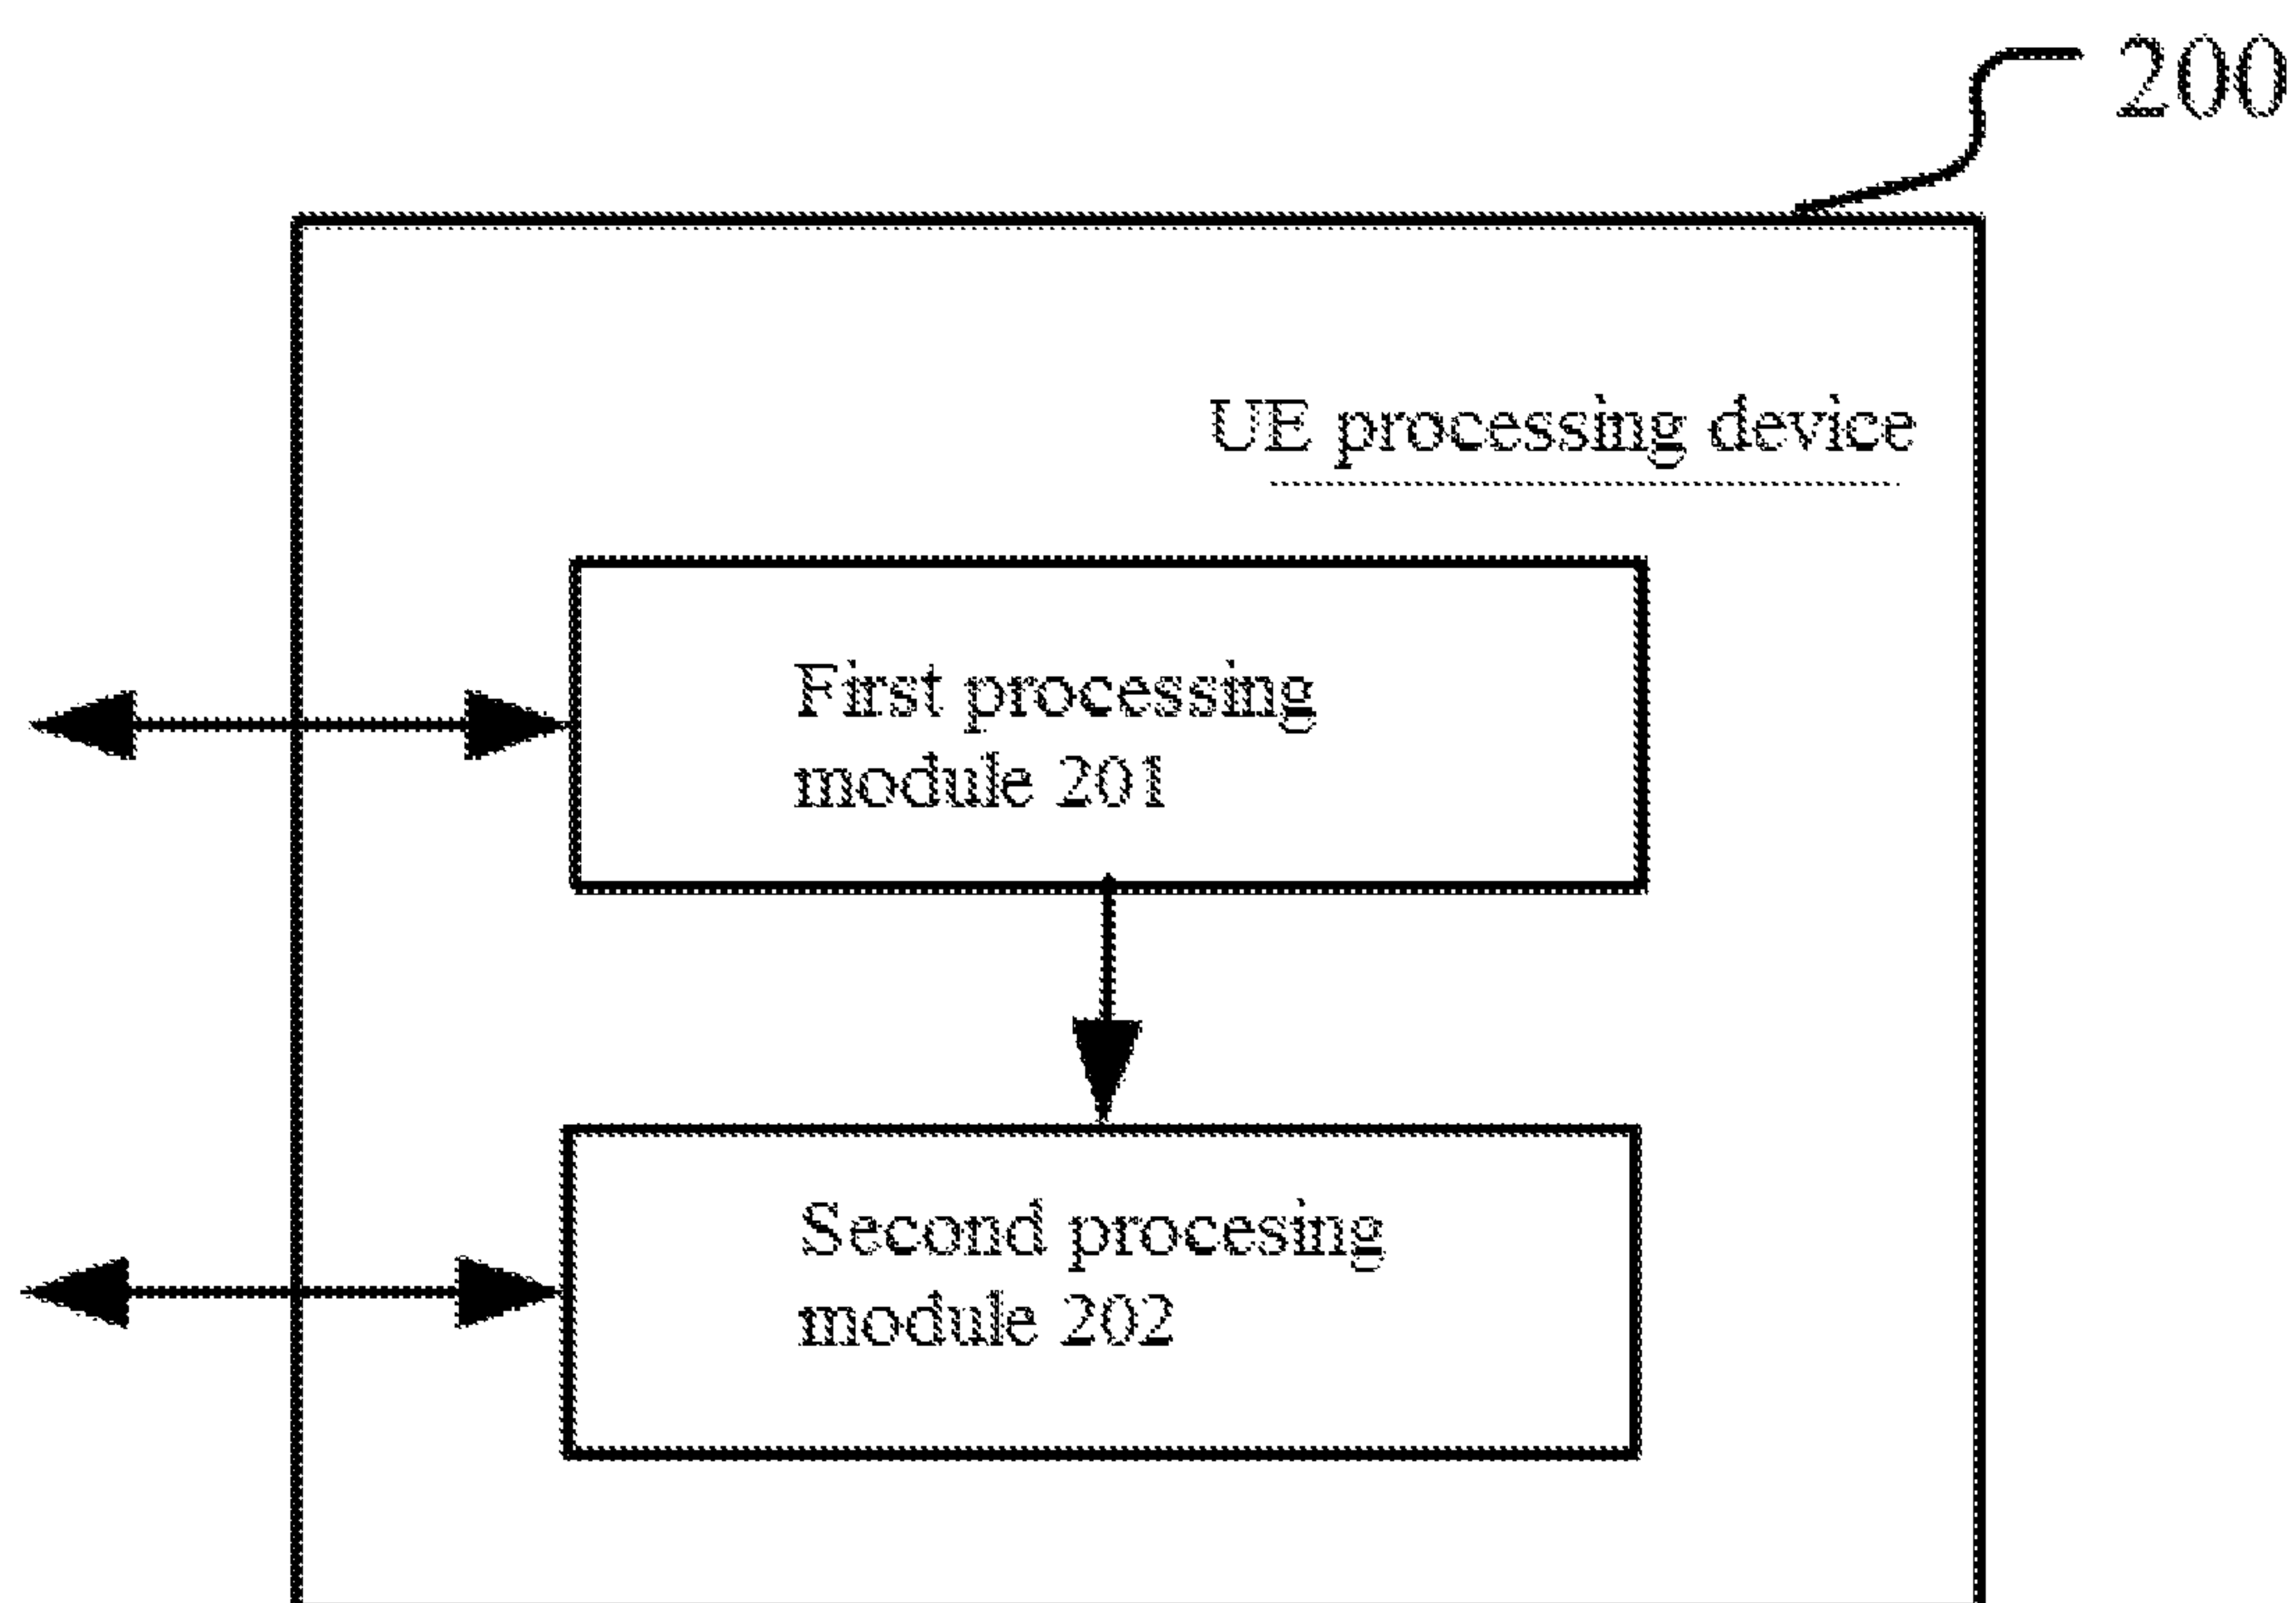 200
UE processing device
First processing
module 201
Second procesing
module 202